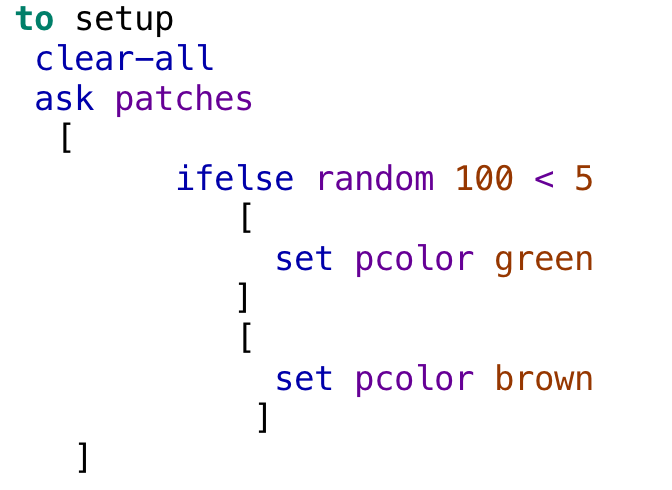 to setup
clear-all
ask patches
[
ifelse random 100 < 5
[
set pcolor green
]
[
set pcolor brown
]
]